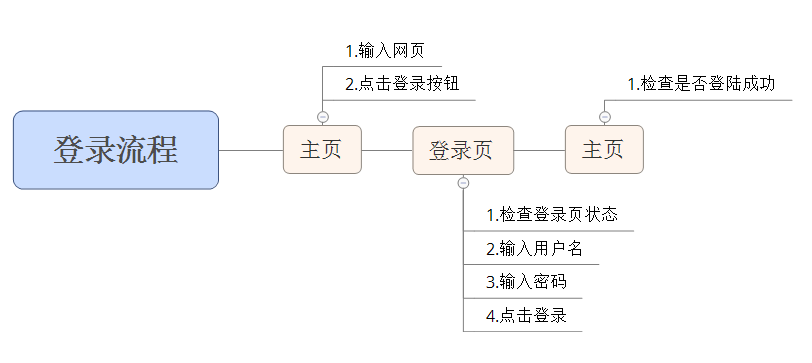 登录流程
主页
1.输入网页
2.点击登录按钮
登录页
1.检查登录页状态
2.输入用户名
3.输入密码
4.点击登录
主页
1.检查是否登陆成功